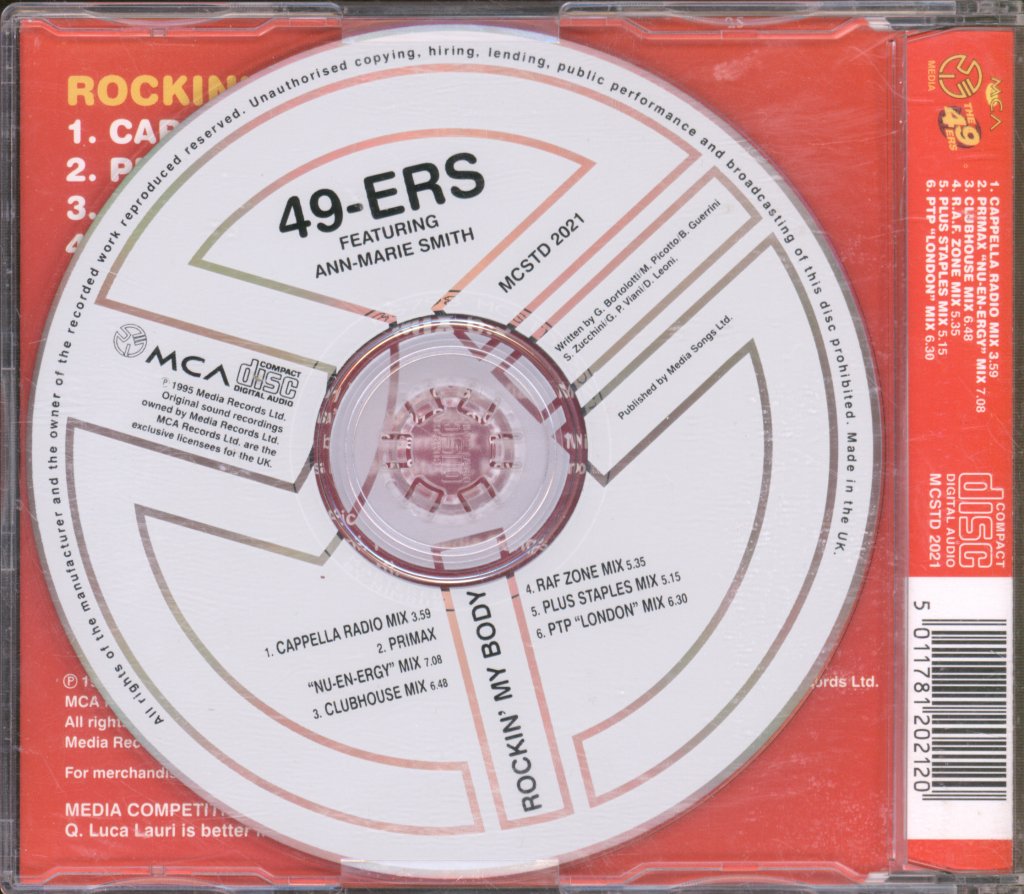 ROCKIN'
1. CAP
2. P
3.
4
All rights of the manufacturer and the owner of the recorded work reproduced reserved. Unauthorised copying, hiring, lending, public performance and broadcasting of this disc prohibited. Made in the U.K.
49-ERS
FEATURING
ANN-MARIE SMITH
MCSTD 2021
Written by G. Bortolotti/M. Picotto/B. Guerrini
S. Zucchini/G. P. Viani/D. Leoni.
Published by Media Songs Ltd.
MCA
COMPACT
disc
DIGITAL AUDIO
℗ 1995 Media Records Ltd.
Original sound recordings
owned by Media Records Ltd.
MCA Records Ltd. are the
exclusive licensees for the UK.
1. CAPPELLA RADIO MIX 3.59
2. PRIMAX
"NU-EN-ERGY" MIX 7.08
3. CLUBHOUSE MIX 6.48
ROCKIN' MY BODY
4. RAF ZONE MIX 5.35
5. PLUS STAPLES MIX 5.15
6. PTP "LONDON" MIX 6.30
℗ 1
ords Ltd.
MCA
All rights
Media Rec
For merchandis
MEDIA COMPETITI
Q. Luca Lauri is better
MEDIA
MCA
THE
49
ERS
1. CAPPELLA RADIO MIX 3.59
2. PRIMAX "NU-EN-ERGY" MIX 7.08
3. CLUBHOUSE MIX 6.48
4. R.A.F. ZONE MIX 5.35
5. PLUS STAPLES MIX 5.15
6. PTP "LONDON" MIX 6.30
COMPACT
disc
DIGITAL AUDIO
MCSTD 2021
5 011781 202120